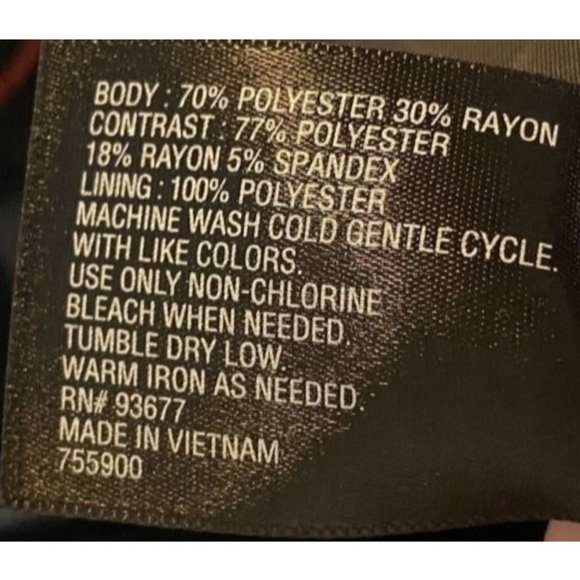 BODY : 70% POLYESTER 30% RAYON
CONTRAST : 77% POLYESTER
18% RAYON 5% SPANDEX
LINING : 100% POLYESTER
MACHINE WASH COLD GENTLE CYCLE.
WITH LIKE COLORS.
USE ONLY NON-CHLORINE
BLEACH WHEN NEEDED.
TUMBLE DRY LOW.
WARM IRON AS NEEDED.
RN# 93677
MADE IN VIETNAM
755900